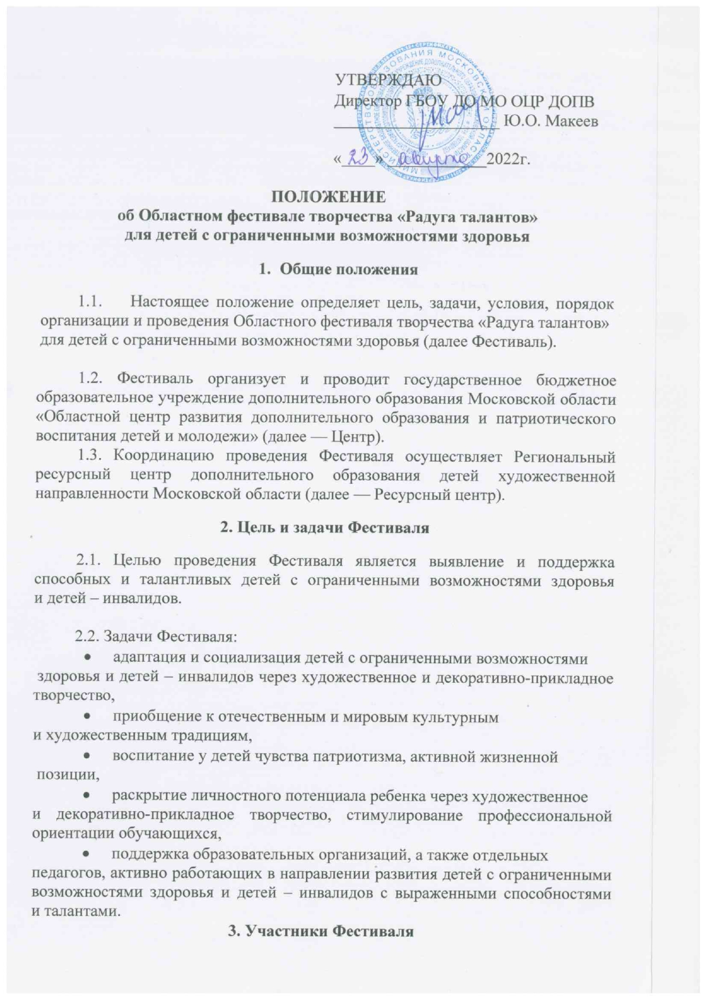 УТВЕРЖДАЮ
Директор ГБОУ ДО МО ОЦР ДОПВ
Ю.О. Макеев
«23» августа 2022г.
ПОЛОЖЕНИЕ
об Областном фестивале творчества «Радуга талантов»
для детей с ограниченными возможностями здоровья
1. Общие положения
1.1. Настоящее положение определяет цель, задачи, условия, порядок
организации и проведения Областного фестиваля творчества «Радуга талантов»
для детей с ограниченными возможностями здоровья (далее Фестиваль).
1.2. Фестиваль организует и проводит государственное бюджетное
образовательное учреждение дополнительного образования Московской области
«Областной центр развития дополнительного образования и патриотического
воспитания детей и молодежи» (далее — Центр).
1.3. Координацию проведения Фестиваля осуществляет Региональный
ресурсный центр дополнительного образования детей художественной
направленности Московской области (далее — Ресурсный центр).
2. Цель и задачи Фестиваля
2.1. Целью проведения Фестиваля является выявление и поддержка
способных и талантливых детей с ограниченными возможностями здоровья
и детей – инвалидов.
2.2. Задачи Фестиваля:
• адаптация и социализация детей с ограниченными возможностями
здоровья и детей – инвалидов через художественное и декоративно-прикладное
творчество,
• приобщение к отечественным и мировым культурным
и художественным традициям,
• воспитание у детей чувства патриотизма, активной жизненной
позиции,
• раскрытие личностного потенциала ребенка через художественное
и декоративно-прикладное творчество, стимулирование профессиональной
ориентации обучающихся,
• поддержка образовательных организаций, а также отдельных
педагогов, активно работающих в направлении развития детей с ограниченными
возможностями здоровья и детей – инвалидов с выраженными способностями
и талантами.
3. Участники Фестиваля
МИНИСТЕРСТВО ОБРАЗОВАНИЯ МОСКОВСКОЙ ОБЛАСТИ